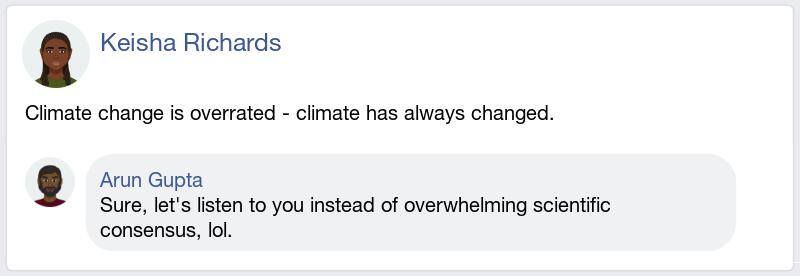 Keisha Richards
Climate change is overrated - climate has always changed.
Arun Gupta
Sure, let's listen to you instead of overwhelming scientific
consensus, lol.